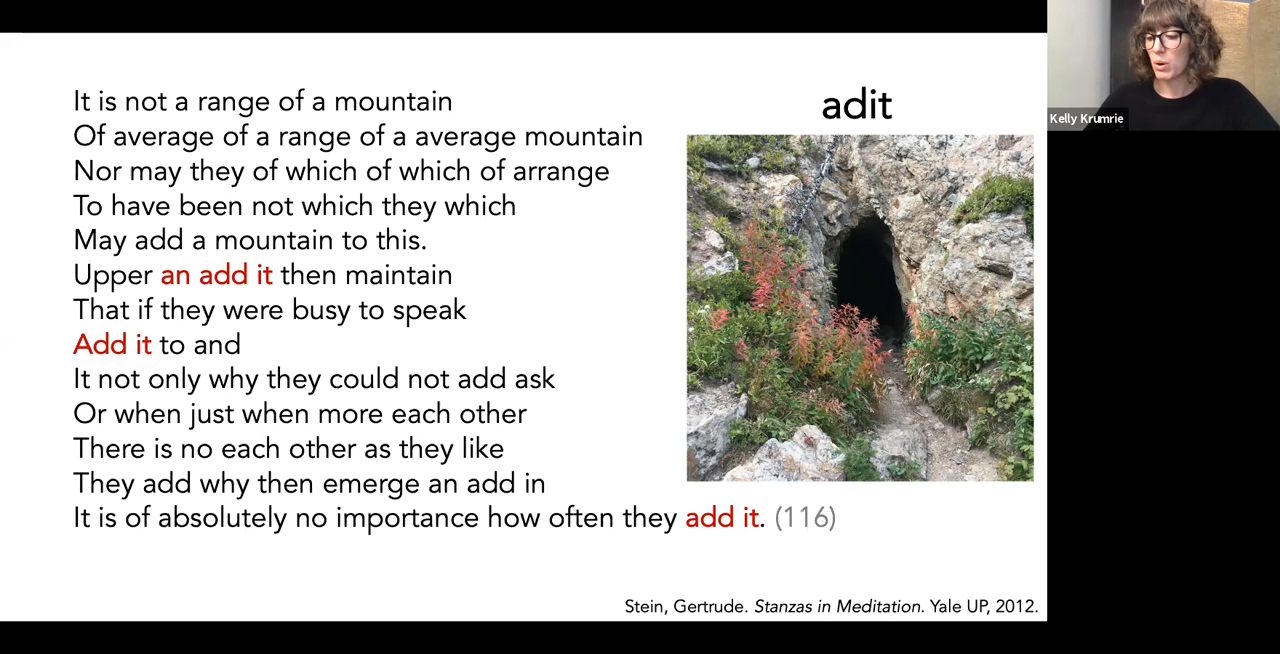 It is not a range of a mountain
Of average of a range of a average mountain
Nor may they of which of which of arrange
To have been not which they which
May add a mountain to this.
Upper an add it then maintain
That if they were busy to speak
Add it to and
It not only why they could not add ask
Or when just when more each other
There is no each other as they like
They add why then emerge an add in
It is of absolutely no importance how often they add it. (116)
adit
Kelly Krumrie
Stein, Gertrude. Stanzas in Meditation. Yale UP, 2012.